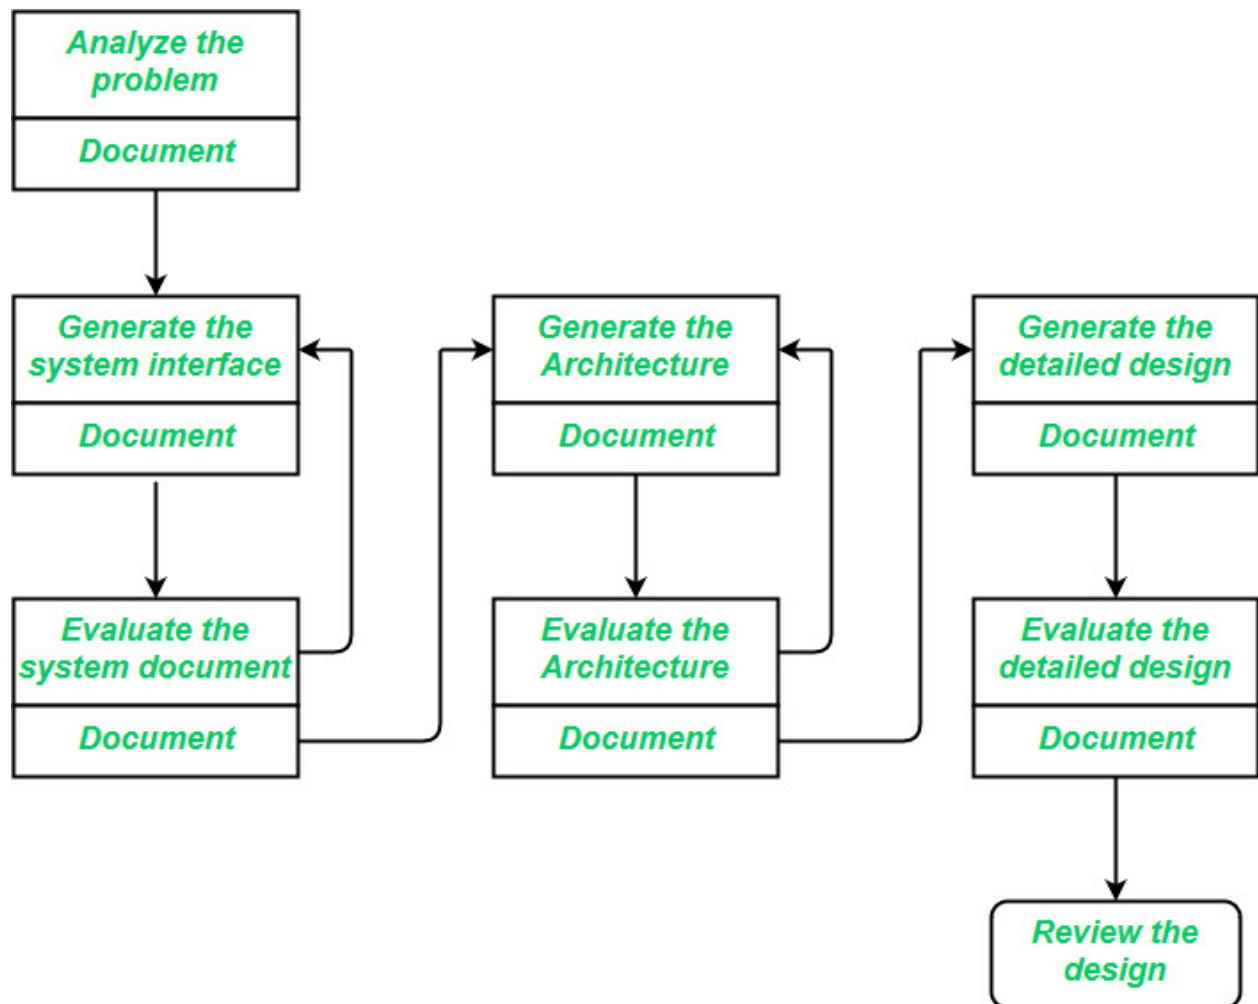 Analyze the
problem
Document
Generate the
system interface
Document
Evaluate the
system document
Document
Generate the
Architecture
Document
Evaluate the
Architecture
Document
Generate the
detailed design
Document
Evaluate the
detailed design
Document
Review the
design